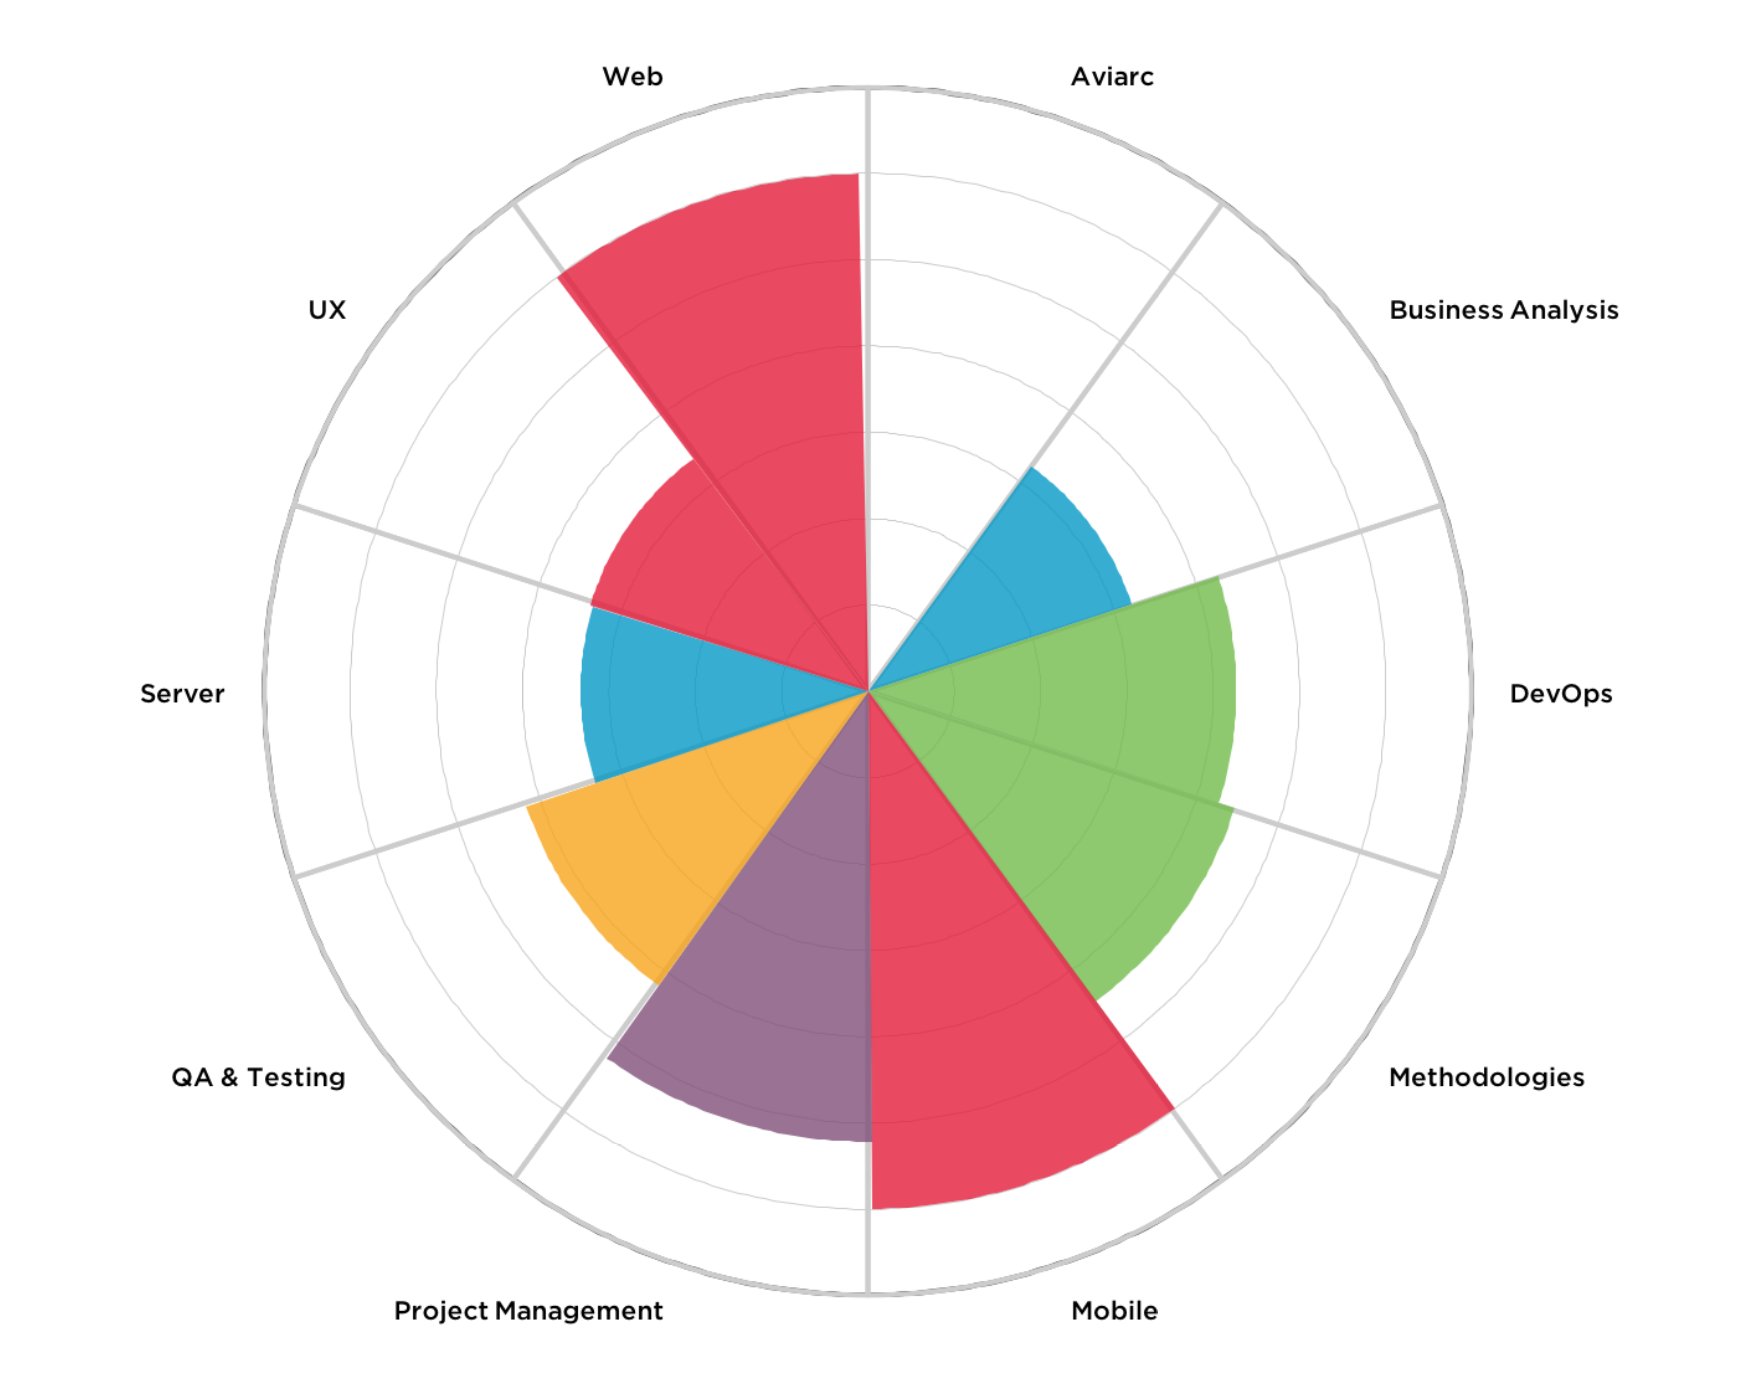 Web
Aviarc
UX
Business Analysis
Server
DevOps
QA & Testing
Methodologies
Project Management
Mobile